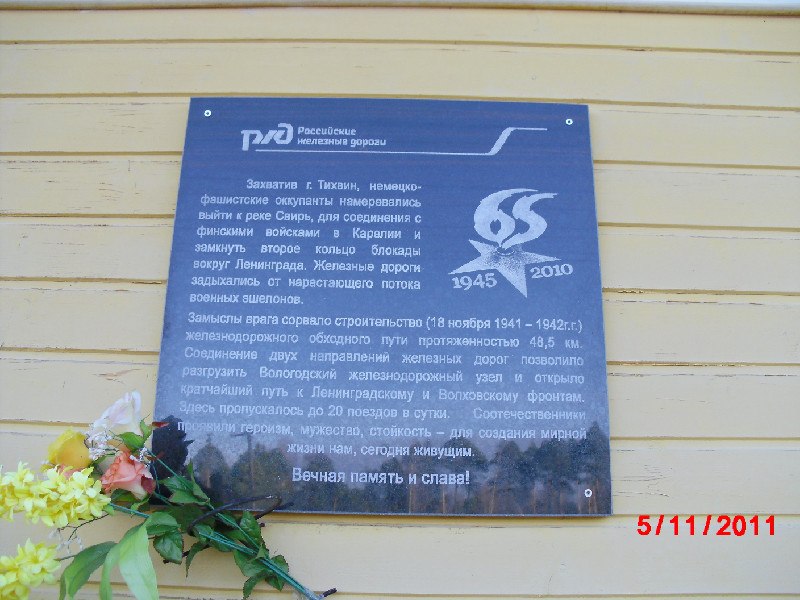 РЖД Российские
железные дороги
Захватив г. Тихвин, немецко-
фашистские оккупанты намеревались
выйти к реке Свирь, для соединения с
финскими войсками в Каралии и
замкнуть второе кольцо блокады
вокруг Ленинграда. Железные дороги
задыхались от нарастающего потока
военных эшелонов.
65
1945 2010
Замыслы врага сорвало строительство (18 ноября 1941 – 1942г.г.)
железнодорожного обходного пути протяженностью 48,5 км.
Соединение двух направлений железных дорог позволило
разгрузить Вологодский железнодорожный узел и открыло
кратчайший путь к Ленинградскому и Волховскому фронтам.
Здесь пропускалось до 20 поездов в сутки. Соотечественники
проявили героизм, мужество, стойкость – для создания мирной
жизни нам, сегодня живущим.
Вечная память и слава!
5/11/2011